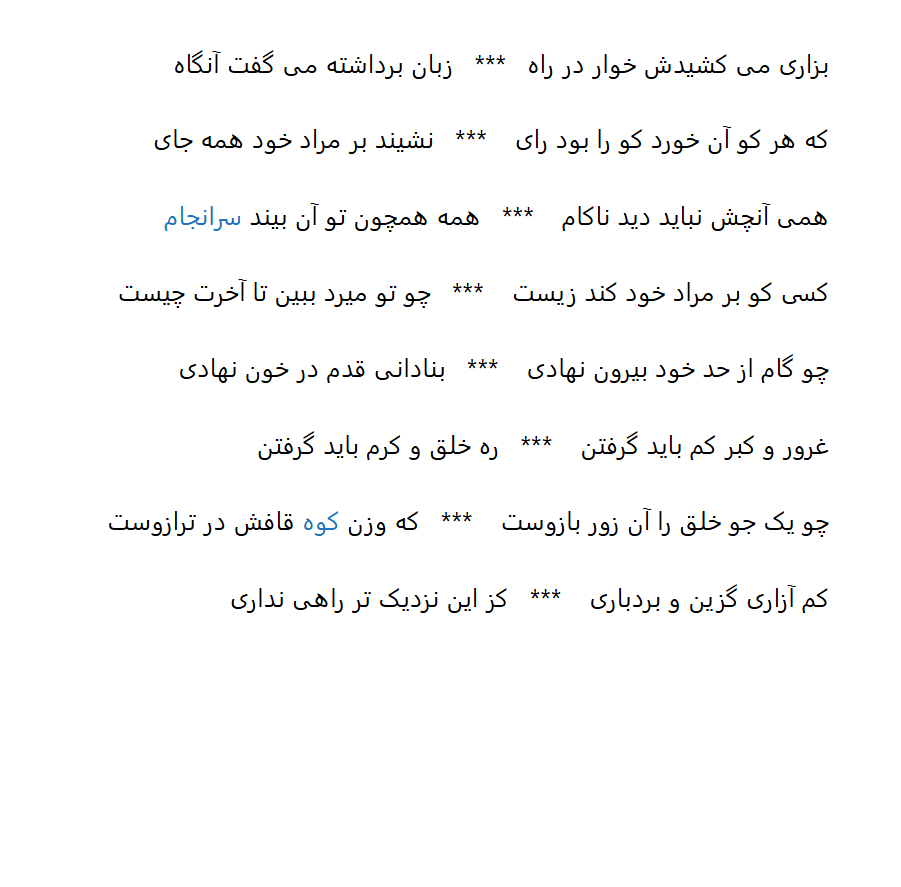 بزاری می کشیدش خوار در راه *** زبان برداشته می گفت آنگاه
که هر کو آن خورد کو را بود رای *** نشیند بر مراد خود همه جای
همی آنچش نباید دید ناکام *** همه همچون تو آن بیند سرانجام
کسی کو بر مراد خود کند زیست *** چو تو میرد ببین تا آخرت چیست
چو گام از حد خود بیرون نهادی *** بنادانی قدم در خون نهادی
غرور و کبر کم باید گرفتن *** ره خلق و کرم باید گرفتن
چو یک جو خلق را آن زور بازوست *** که وزن کوه قافش در ترازوست
کم آزاری گزین و بردباری *** کز این نزدیک تر راهی نداری